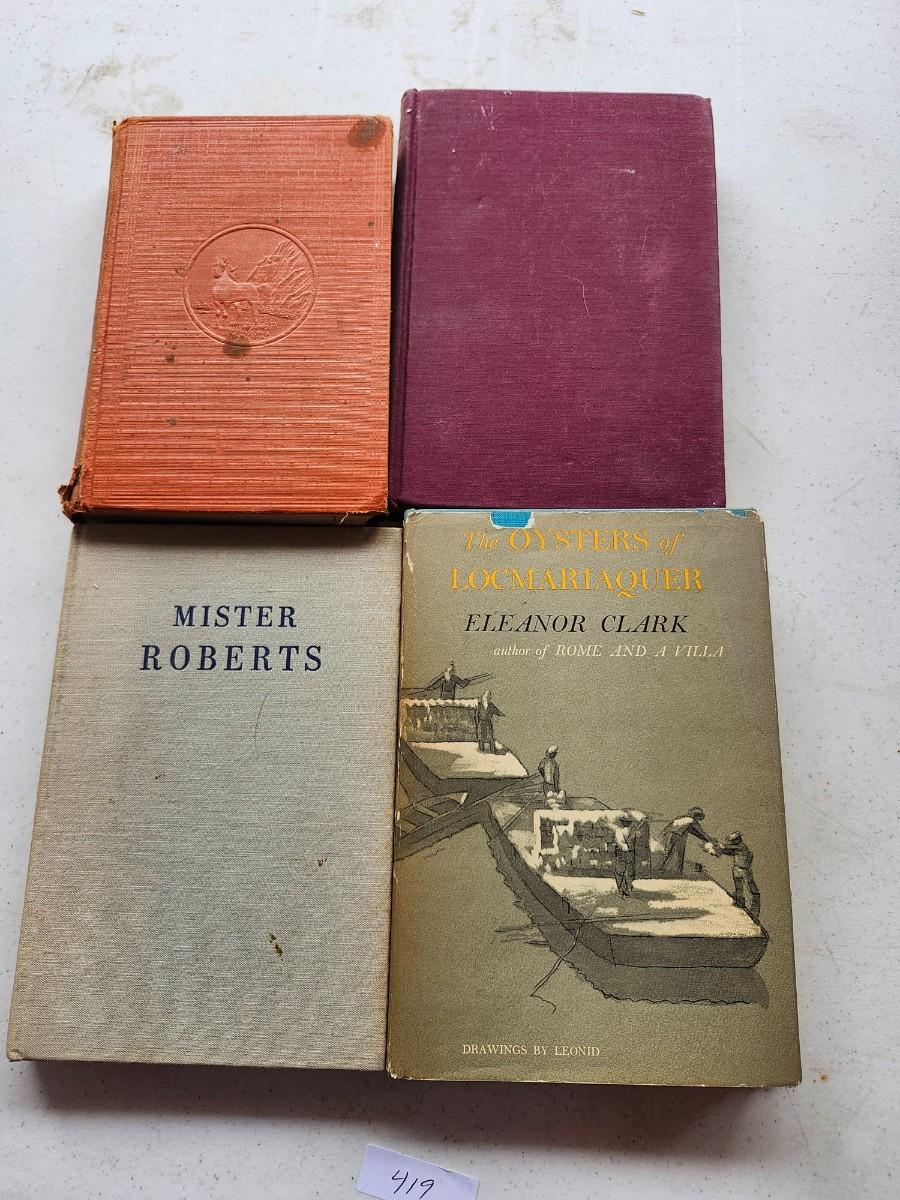 MISTER
ROBERTS
The OYSTERS of
LOCMARIAQUER
ELEANOR CLARK
author of ROME AND A VILLA
DRAWINGS BY LEONID
419